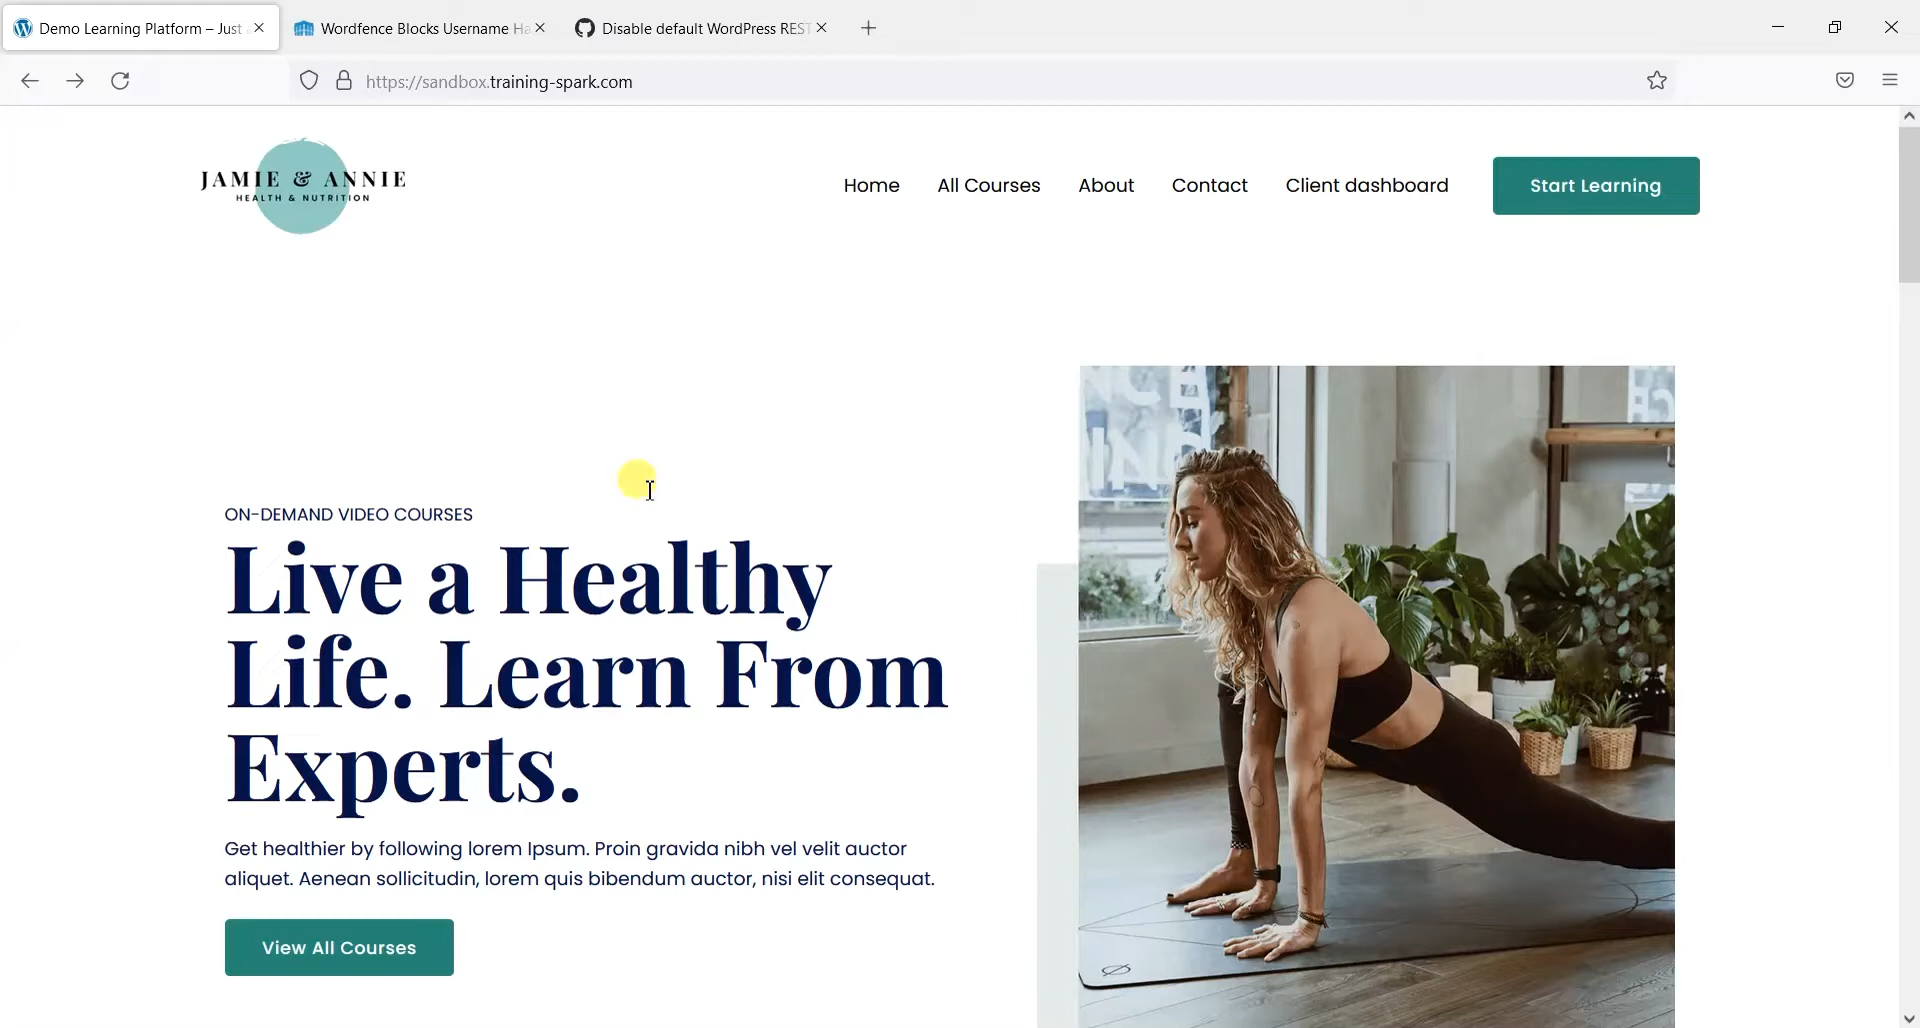 Demo Learning Platform – Just
Wordfence Blocks Username Ha
Disable default WordPress REST
https://sandbox.training-spark.com
JAMIE & ANNIE
HEALTH & NUTRITION
Home
All Courses
About
Contact
Client dashboard
Start Learning
ON-DEMAND VIDEO COURSES
Live a Healthy
Life. Learn From
Experts.
Get healthier by following lorem Ipsum. Proin gravida nibh vel velit auctor
aliquet. Aenean sollicitudin, lorem quis bibendum auctor, nisi elit consequat.
View All Courses